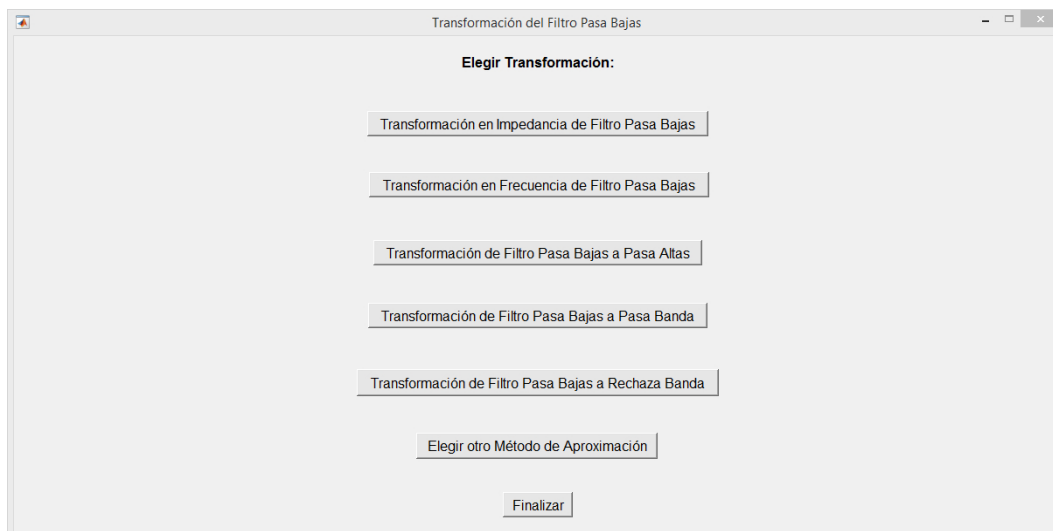 Transformación del Filtro Pasa Bajas
Elegir Transformación:
Transformación en Impedancia de Filtro Pasa Bajas
Transformación en Frecuencia de Filtro Pasa Bajas
Transformación de Filtro Pasa Bajas a Pasa Altas
Transformación de Filtro Pasa Bajas a Pasa Banda
Transformación de Filtro Pasa Bajas a Rechaza Banda
Elegir otro Método de Aproximación
Finalizar